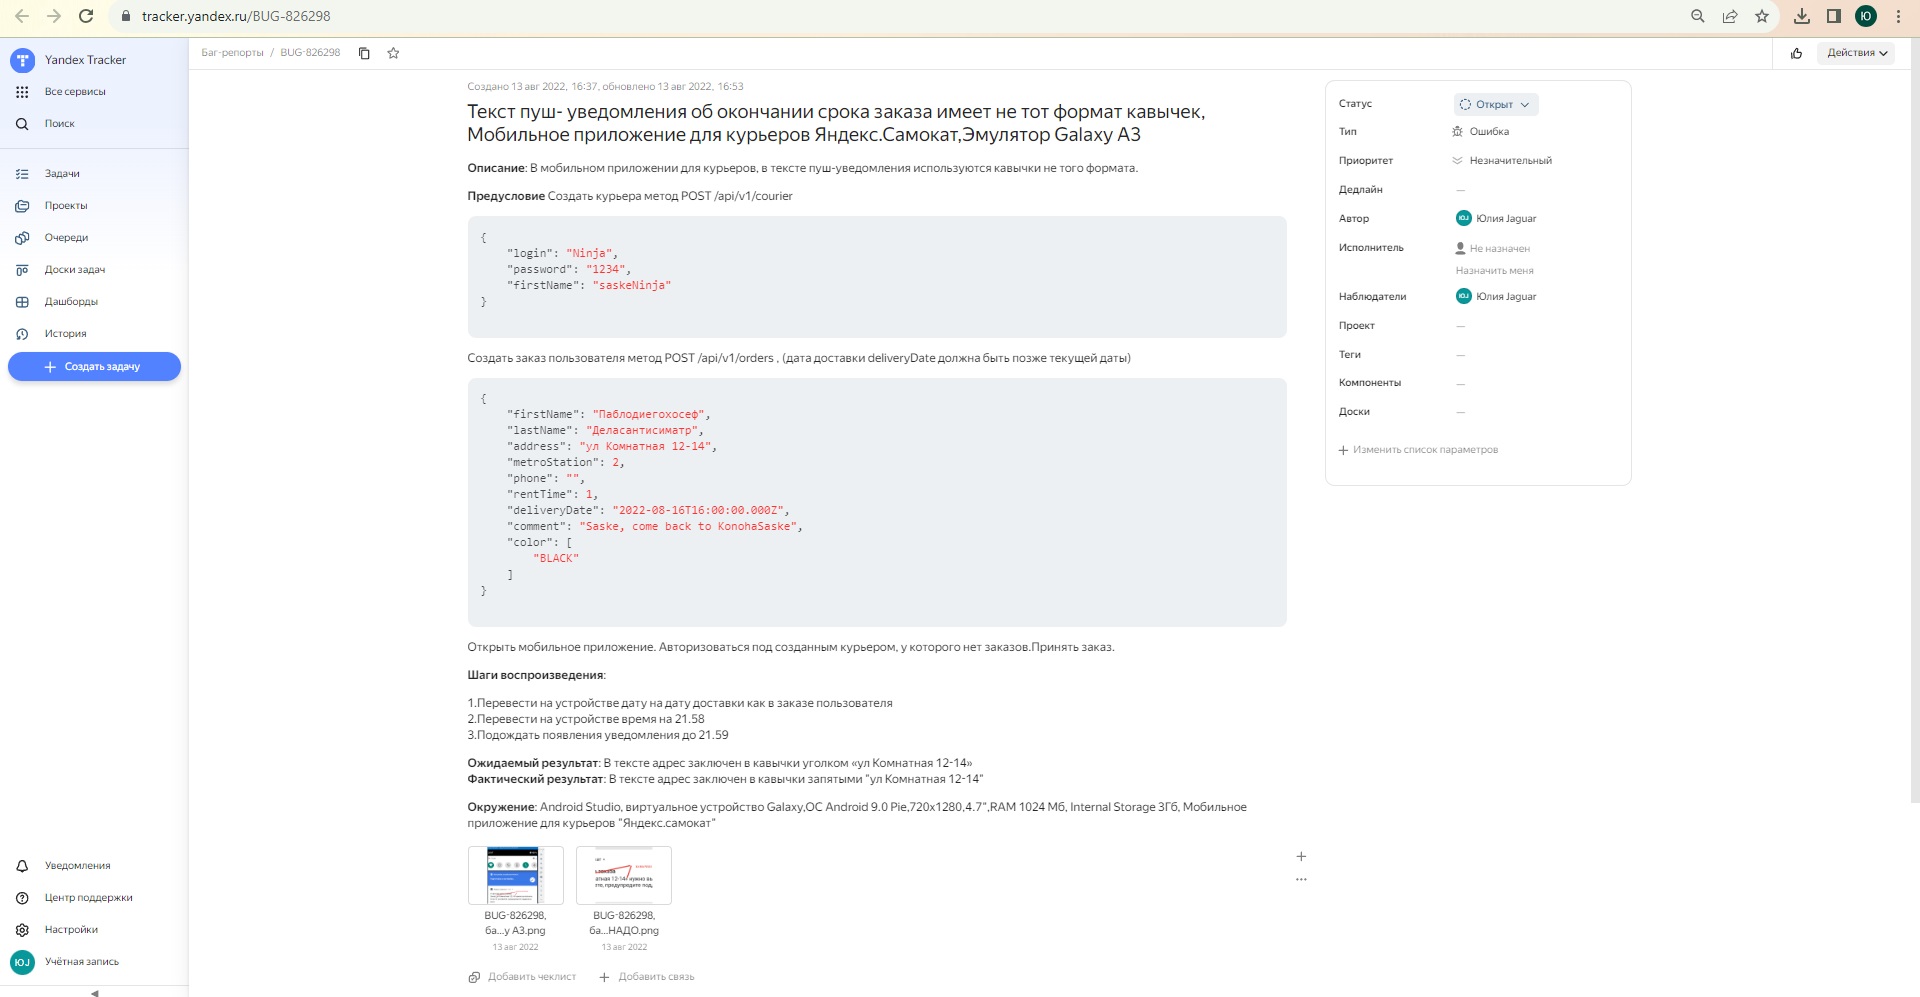 tracker.yandex.ru/BUG-826298
Ю
Yandex Tracker
Все сервисы
Поиск
Задачи
Проекты
Очереди
Доски задач
Дашборды
История
Создать задачу
Уведомления
Центр поддержки
Настройки
ЮJ Учётная запись
Баг-репорты / BUG-826298
Действия
Создано 13 авг 2022, 16:37, обновлено 13 авг 2022, 16:53
Текст пуш- уведомления об окончании срока заказа имеет не тот формат кавычек,
Мобильное приложение для курьеров Яндекс.Самокат,Эмулятор Galaxy A3
Описание: В мобильном приложении для курьеров, в тексте пуш-уведомления используются кавычки не того формата.
Предусловие Создать курьера метод POST /api/v1/courier
{
"login": "Ninja",
"password": "1234",
"firstName": "saskeNinja"
}
Создать заказ пользователя метод POST /api/v1/orders , (дата доставки deliveryDate должна быть позже текущей даты)
{
"firstName": "Паблодиегохосеф",
"lastName": "Деласантисиматр",
"address": "ул Комнатная 12-14",
"metroStation": 2,
"phone": "",
"rentTime": 1,
"deliveryDate": "2022-08-16T16:00:00.000Z",
"comment": "Saske, come back to KonohaSaske",
"color": [
"BLACK"
]
}
Открыть мобильное приложение. Авторизоваться под созданным курьером, у которого нет заказов.Принять заказ.
Шаги воспроизведения:
1.Перевести на устройстве дату на дату доставки как в заказе пользователя
2.Перевести на устройстве время на 21.58
3.Подождать появления уведомления до 21.59
Ожидаемый результат: В тексте адрес заключен в кавычки уголком «ул Комнатная 12-14»
Фактический результат: В тексте адрес заключен в кавычки запятыми "ул Комнатная 12-14"
Окружение: Android Studio, виртуальное устройство Galaxy,ОС Android 9.0 Pie,720x1280,4.7",RAM 1024 Мб, Internal Storage 3Гб, Мобильное
приложение для курьеров "Яндекс.самокат"
BUG-826298,
ба...у А3.png
13 авг 2022
BUG-826298,
ба...НАДО.png
13 авг 2022
Добавить чеклист
Добавить связь
Статус Открыт
Тип Ошибка
Приоритет Незначительный
Дедлайн —
Автор ЮJ Юлия Jaguar
Исполнитель Не назначен
Назначить меня
Наблюдатели ЮJ Юлия Jaguar
Проект —
Теги —
Компоненты —
Доски —
Изменить список параметров